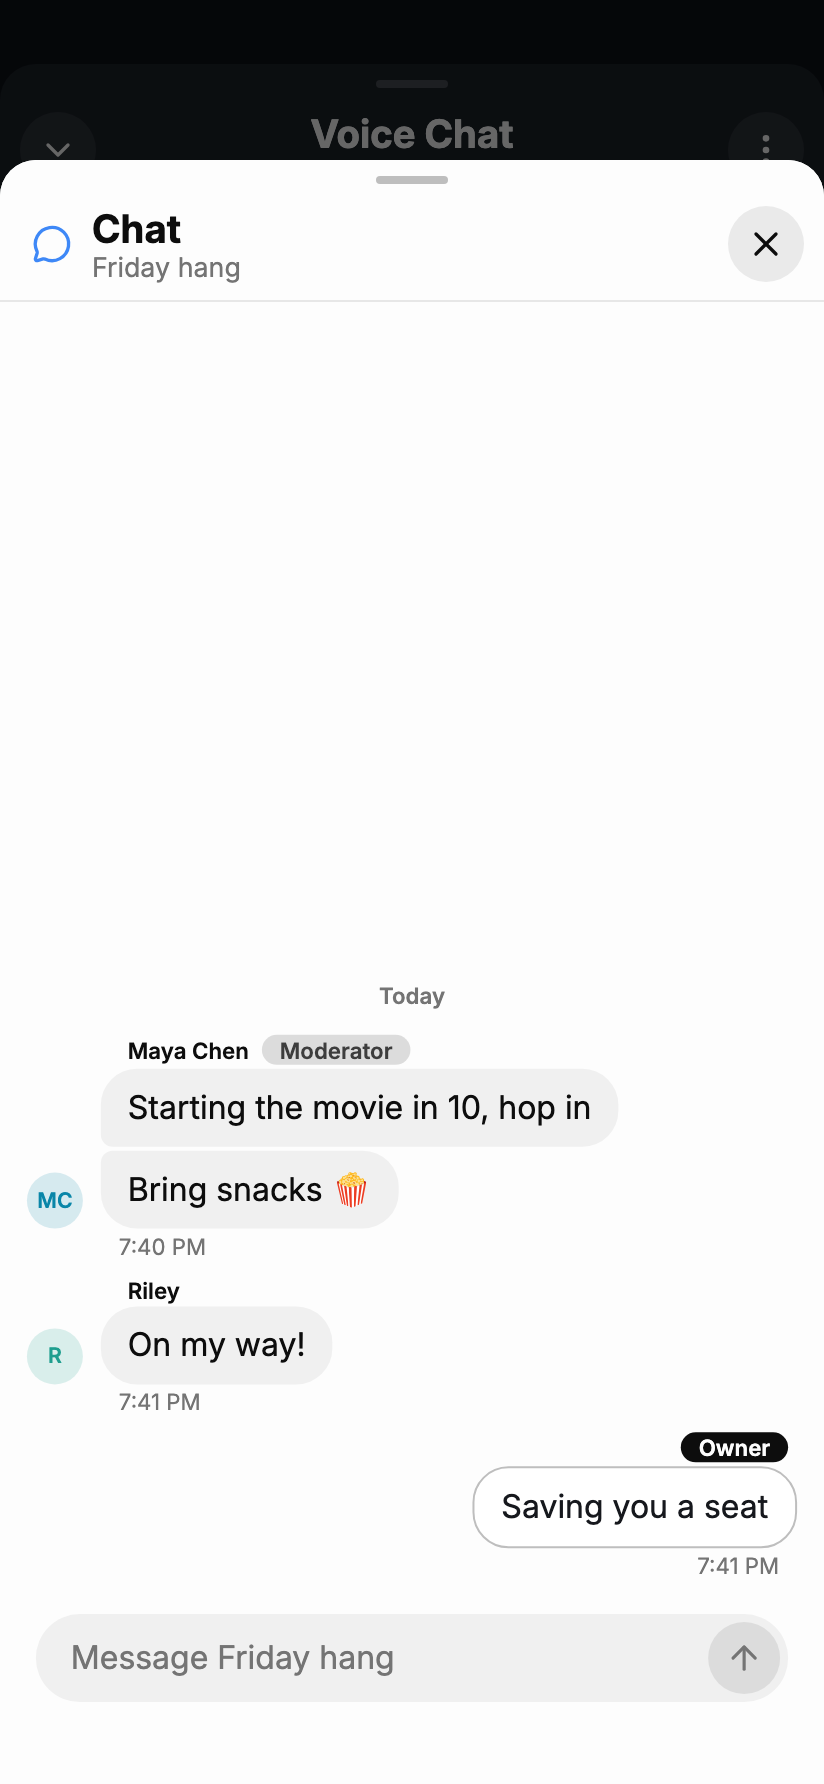 Voice Chat
Chat
Friday hang
Today
Maya Chen Moderator
Starting the movie in 10, hop in
Bring snacks 🍿
MC
7:40 PM
Riley
On my way!
R
7:41 PM
Owner
Saving you a seat
7:41 PM
Message Friday hang